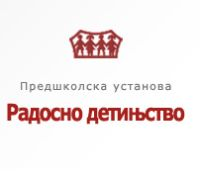 Предшколска установа
Радосно детињство